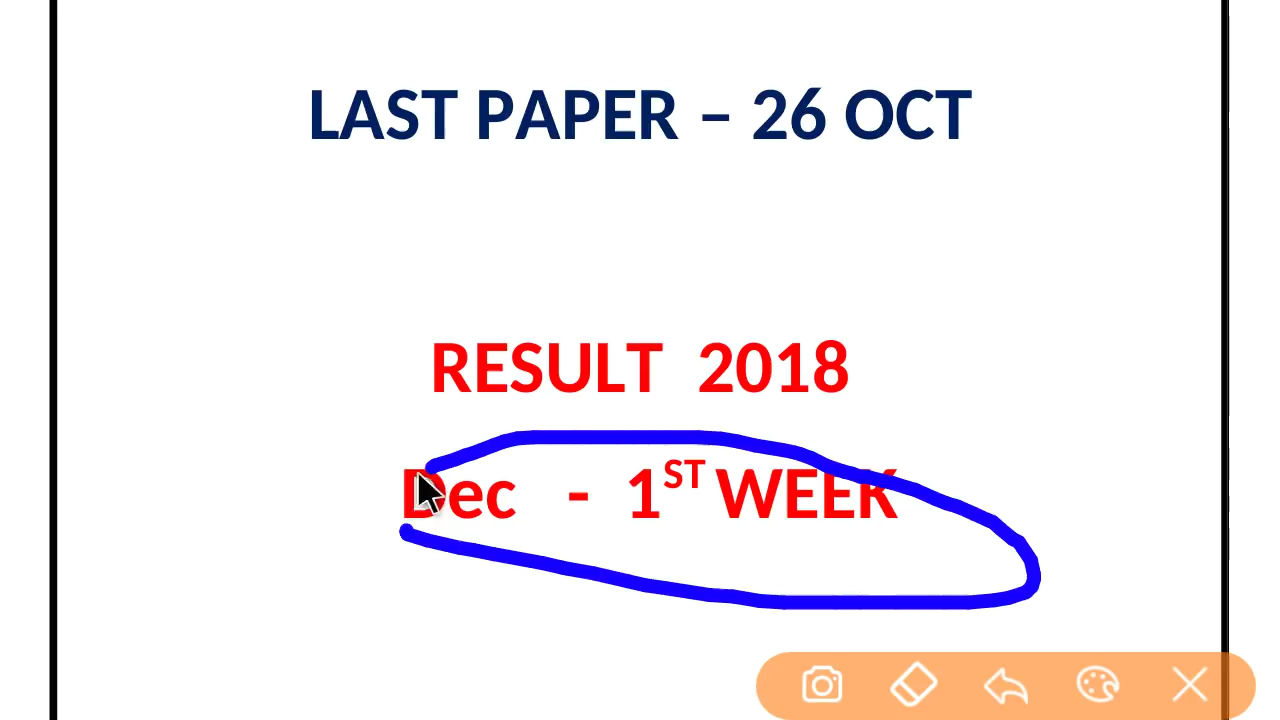 LAST PAPER – 26 OCT
RESULT 2018
Dec - 1ST WEEK